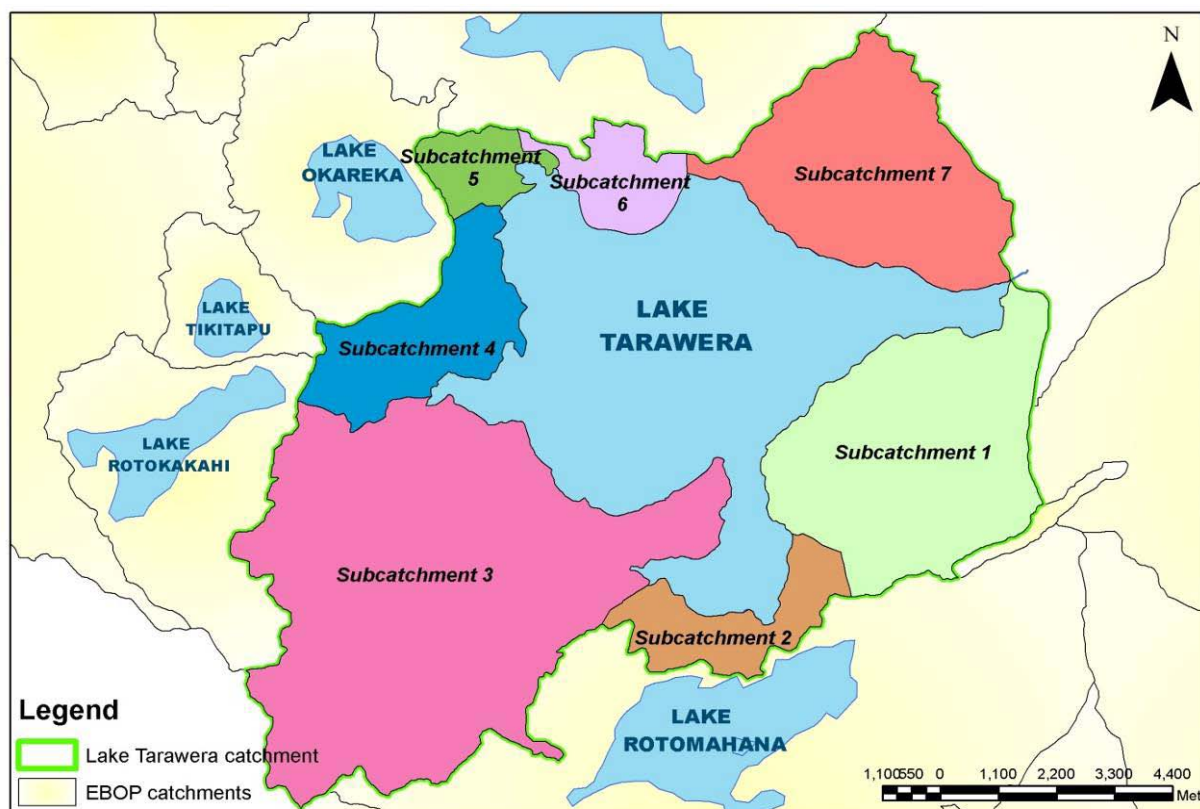 N
LAKE
OKAREKA
Subcatchment
5
Subcatchment
6
Subcatchment 7
LAKE
TIKITAPU
LAKE
TARAWERA
Subcatchment 4
LAKE
ROTOKAKAHI
Subcatchment 1
Subcatchment 3
Subcatchment 2
LAKE
ROTOMAHANA
Legend
Lake Tarawera catchment
EBOP catchments
1,100550 0 1,100 2,200 3,300 4,400
Met